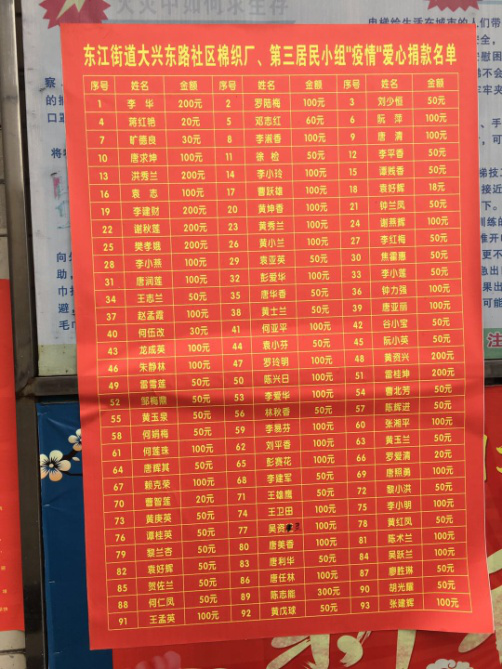 东江街道大兴东路社区棉织厂、第三居民小组"疫情"爱心捐款名单
序号 姓名 金额 序号 姓名 金额 序号 姓名 金额
1 李华 200元 2 罗陆梅 100元 3 刘少恒 50元
4 蒋红艳 20元 5 邓志红 60元 6 阮萍 100元
7 旷德良 30元 8 李淑香 100元 9 唐清 100元
10 唐求坤 100元 11 徐检 50元 12 李平香 50元
13 洪秀兰 200元 14 李小玲 100元 15 谭贱香 50元
16 袁志 100元 17 曹跃雄 100元 18 袁好辉 18元
19 李建财 200元 20 黄坤香 100元 21 钟兰凤 50元
22 谢秋莲 200元 23 黄秀兰 50元 24 谢燕辉 100元
25 樊孝娥 200元 26 黄小兰 50元 27 李红梅 50元
28 李小燕 100元 29 袁亚英 50元 30 焦董惠 50元
31 唐润莲 100元 32 彭爱华 100元 33 李小莲 50元
34 王志兰 50元 35 唐华香 50元 36 钟力强 100元
37 赵孟霞 100元 38 黄士兰 50元 39 唐亚丽 100元
40 何伍改 30元 41 何亚平 100元 42 谷小宝 50元
43 龙成英 100元 44 袁小芬 50元 45 阮小英 50元
46 朱静林 100元 47 罗玲明 100元 48 黄资兴 200元
49 雷雪莲 50元 50 陈兴日 100元 51 雷桂坤 200元
52 邹梅票 50元 53 李爱华 100元 54 曹北芳 50元
55 黄玉泉 50元 56 林秋香 50元 57 陈辉进 50元
58 何娟梅 50元 59 李易芬 100元 60 张湘平 100元
61 何莲珠 100元 62 刘平香 100元 63 黄玉兰 50元
64 唐辉其 50元 65 彭赛花 100元 66 罗爱清 20元
67 赖克荣 100元 68 李建军 50元 69 唐照勇 100元
70 曹智莲 20元 71 王雄鹰 50元 72 黎小洪 50元
73 黄庚英 50元 74 王卫田 100元 75 李小明 100元
76 谭桂英 50元 77 吴资 100元 78 黄红凤 50元
79 黎兰杏 50元 80 唐美香 100元 81 陈术兰 100元
82 袁好辉 50元 83 唐利华 50元 84 吴跃兰 100元
85 贺佐兰 50元 86 唐任林 100元 87 廖胜琳 50元
88 何仁凤 50元 89 陈志能 300元 90 胡光耀 50元
91 王孟英 100元 92 黄戊球 50元 93 张建辉 100元